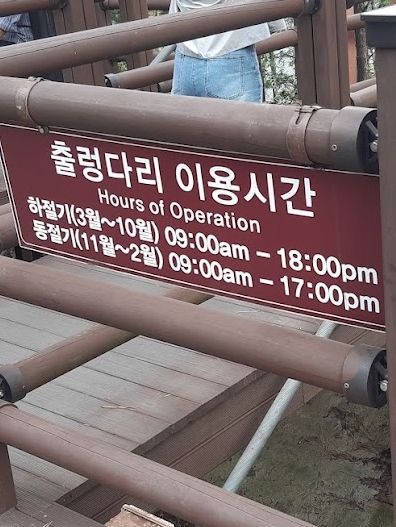 출렁다리 이용시간
Hours of Operation
하절기(3월~10월) 09:00am - 18:00pm
동절기(11월~2월) 09:00am - 17:00pm